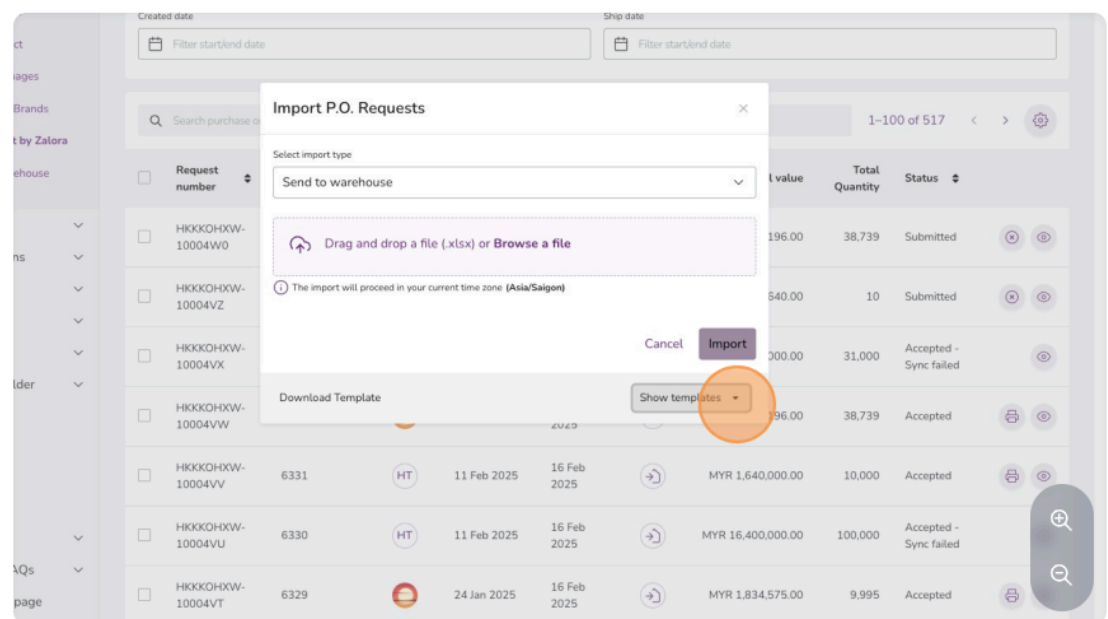 Created date
Ship date
Filter start/end date
Filter start/end date
ct
ages
Brands
t by Zalora
ehouse
ns
lder
AQs
page
Import P.O. Requests
Select import type
Send to warehouse
Drag and drop a file (.xlsx) or Browse a file
The import will proceed in your current time zone (Asia/Saigon)
Cancel
Import
Download Template
Show templates
Search purchase o
1–100 of 517
Request number
l value
Total Quantity
Status
HKKKOHXW-10004W0
196.00
38,739
Submitted
HKKKOHXW-10004VZ
640.00
10
Submitted
HKKKOHXW-10004VX
000.00
31,000
Accepted - Sync failed
HKKKOHXW-10004VW
2025
196.00
38,739
Accepted
HKKKOHXW-10004VV
6331
HT
11 Feb 2025
16 Feb 2025
MYR 1,640,000.00
10,000
Accepted
HKKKOHXW-10004VU
6330
HT
11 Feb 2025
16 Feb 2025
MYR 16,400,000.00
100,000
Accepted - Sync failed
HKKKOHXW-10004VT
6329
24 Jan 2025
16 Feb 2025
MYR 1,834,575.00
9,995
Accepted